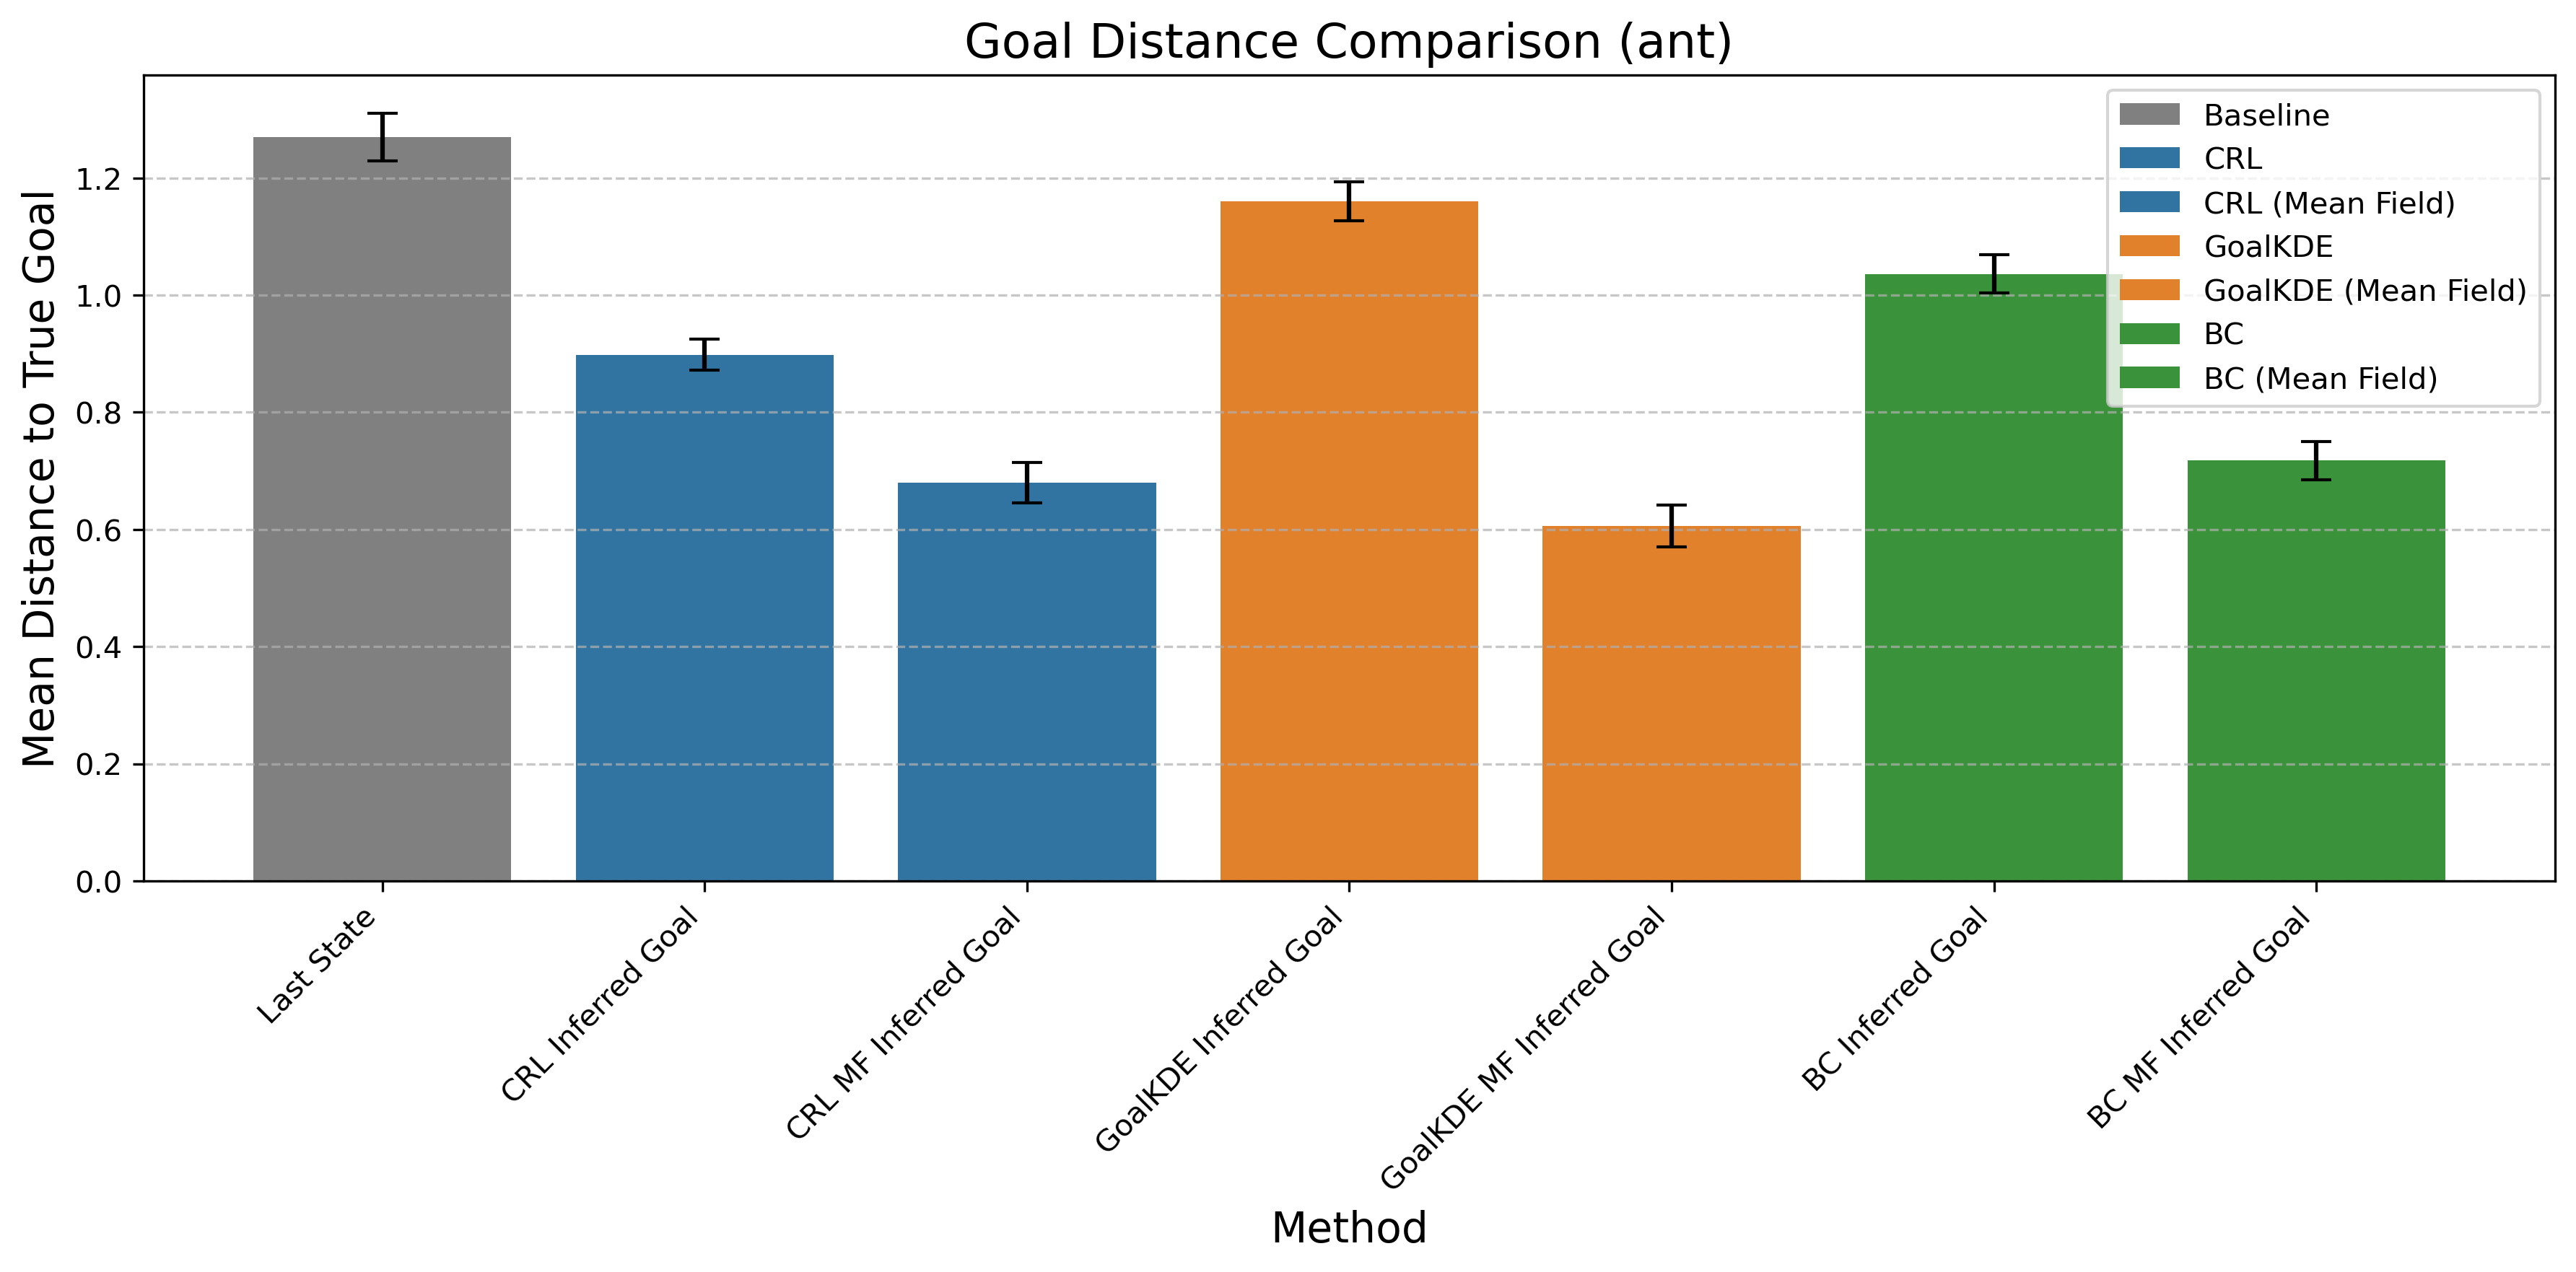 Goal Distance Comparison (ant)
Mean Distance to True Goal
1.2
1.0
0.8
0.6
0.4
0.2
0.0
Baseline
CRL
CRL (Mean Field)
GoalKDE
GoalKDE (Mean Field)
BC
BC (Mean Field)
Last State
CRL Inferred Goal
CRL MF Inferred Goal
GoalKDE Inferred Goal
GoalKDE MF Inferred Goal
BC Inferred Goal
BC MF Inferred Goal
Method